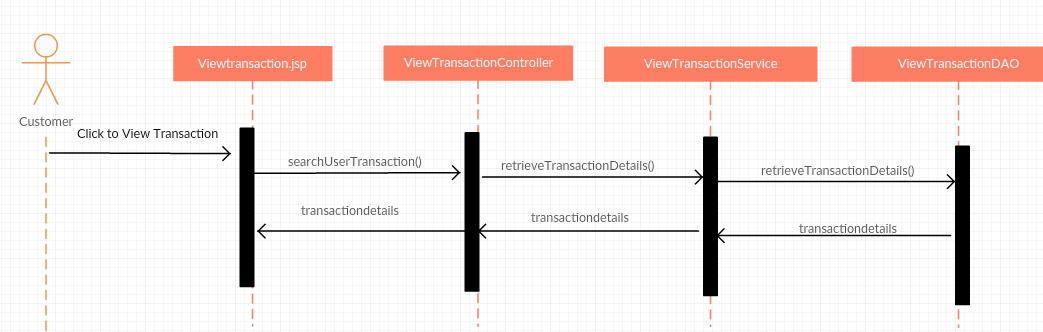 Viewtransaction.jsp
ViewTransactionController
ViewTransactionService
ViewTransactionDAO
Customer
Click to View Transaction
searchUserTransaction()
retrieveTransactionDetails()
retrieveTransactionDetails()
transactiondetails
transactiondetails
transactiondetails